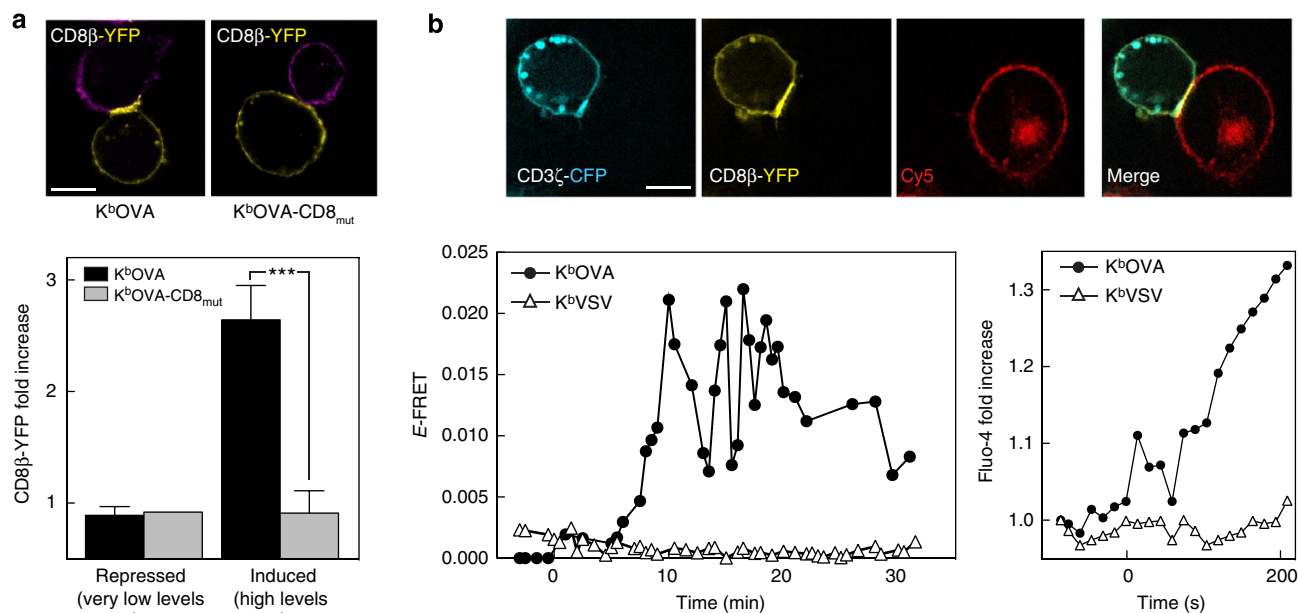 a
CD8β-YFP
CD8β-YFP
KᵇOVA
KᵇOVA-CD8mut
CD8β-YFP fold increase
3
2
1
KᵇOVA
KᵇOVA-CD8mut
***
Repressed
(very low levels
Induced
(high levels
b
CD3ζ-CFP
CD8β-YFP
Cy5
Merge
E-FRET
0.025
0.020
0.015
0.010
0.005
0.000
KᵇOVA
KᵇVSV
0 10 20 30
Time (min)
Fluo-4 fold increase
1.3
1.2
1.1
1.0
KᵇOVA
KᵇVSV
0 200
Time (s)